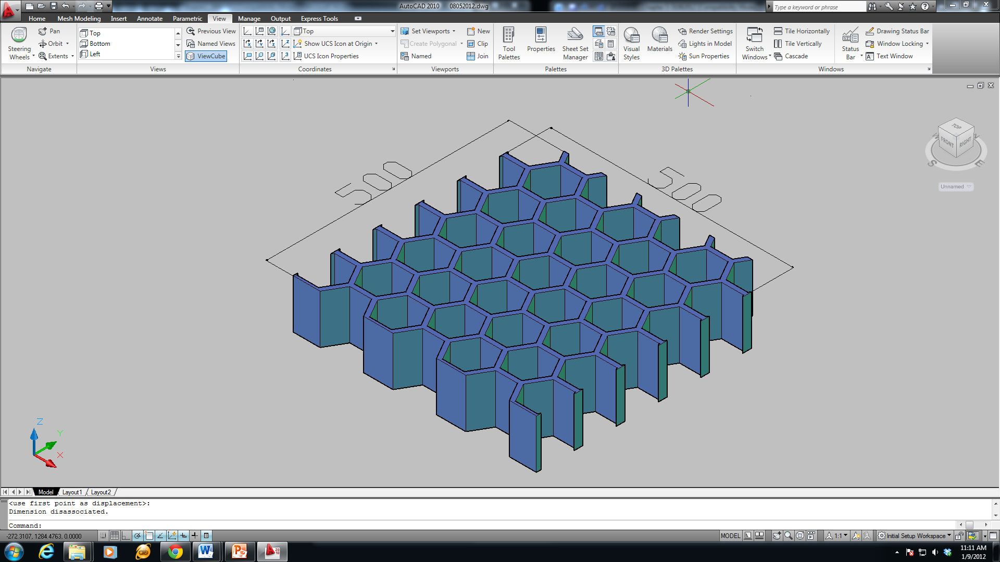 AutoCAD 2010 08052012.dwg
Type a keyword or phrase
Home Mesh Modeling Insert Annotate Parametric View Manage Output Express Tools
Steering Wheels
Pan
Orbit
Extents
Navigate
Top
Bottom
Left
Previous View
Named Views
ViewCube
Views
Top
Show UCS Icon at Origin
UCS Icon Properties
Coordinates
Set Viewports
Create Polygonal
Named
New
Clip
Join
Viewports
Tool Palettes
Properties
Sheet Set Manager
Palettes
Visual Styles
Materials
Render Settings
Lights in Model
Sun Properties
3D Palettes
Switch Windows
Tile Horizontally
Tile Vertically
Cascade
Status Bar
Drawing Status Bar
Window Locking
Text Window
Windows
TOP
FRONT RIGHT
S E
Unnamed
500
500
Z
Y
X
Model Layout1 Layout2
<use first point as displacement>:
Dimension disassociated.
Command:
-272.3107, 1284.4763, 0.0000
MODEL
1:1
Initial Setup Workspace
11:11 AM
1/9/2012